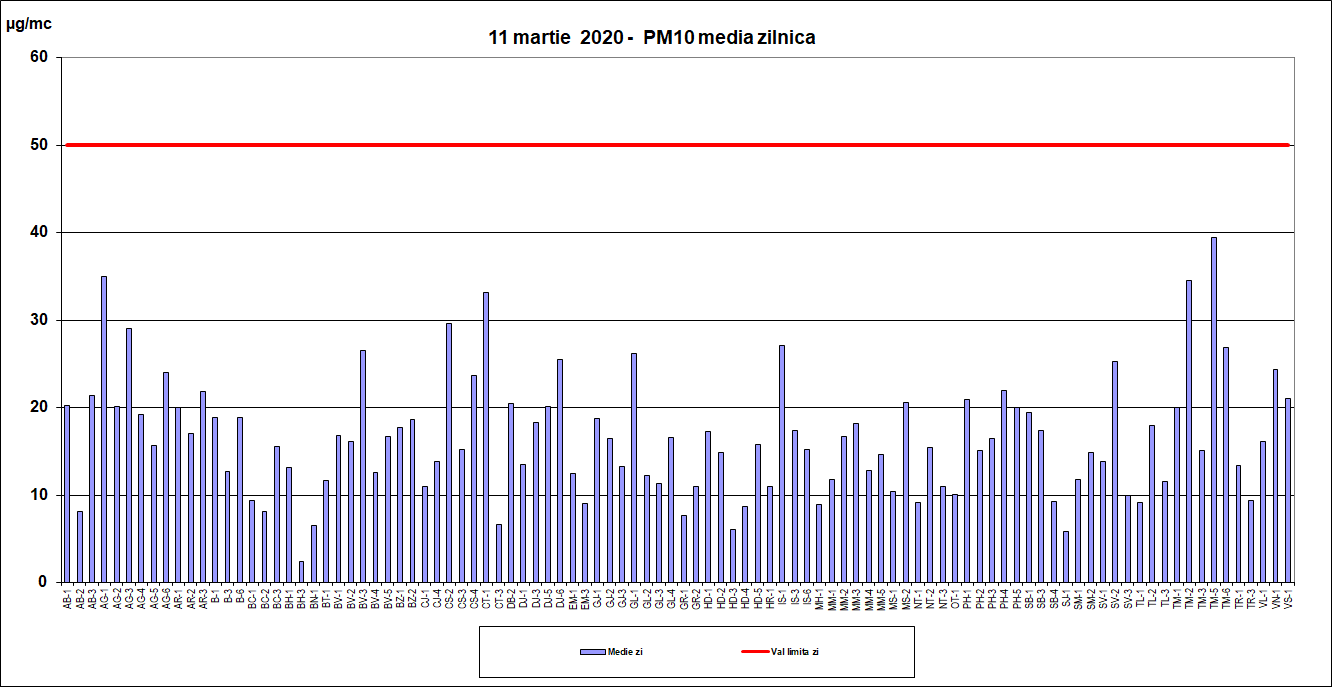 µg/mc
11 martie 2020 - PM10 media zilnica
60
50
40
30
20
10
0
AB-1 AB-2 AB-3 AG-1 AG-2 AG-3 AG-4 AG-5 AG-6 AR-1 AR-2 AR-3 B-1 B-3 B-6 BC-1 BC-2 BC-3 BH-1 BH-3 BN-1 BT-1 BV-1 BV-2 BV-3 BV-4 BV-5 BZ-1 BZ-2 CJ-1 CJ-4 CS-2 CS-3 CS-4 CT-1 CT-3 DB-2 DJ-1 DJ-3 DJ-5 DJ-6 EM-1 EM-3 GJ-1 GJ-2 GJ-3 GL-1 GL-2 GL-3 GL-4 GR-1 GR-2 HD-1 HD-2 HD-3 HD-4 HD-5 HR-1 IS-1 IS-3 IS-6 MH-1 MM-1 MM-2 MM-3 MM-4 MM-5 MS-1 MS-2 NT-1 NT-2 NT-3 OT-1 PH-1 PH-2 PH-3 PH-4 PH-5 SB-1 SB-3 SB-4 SJ-1 SM-1 SM-2 SV-1 SV-2 SV-3 TL-1 TL-2 TL-3 TM-1 TM-2 TM-3 TM-5 TM-6 TR-1 TR-3 VL-1 VN-1 VS-1
Medie zi Val limita zi